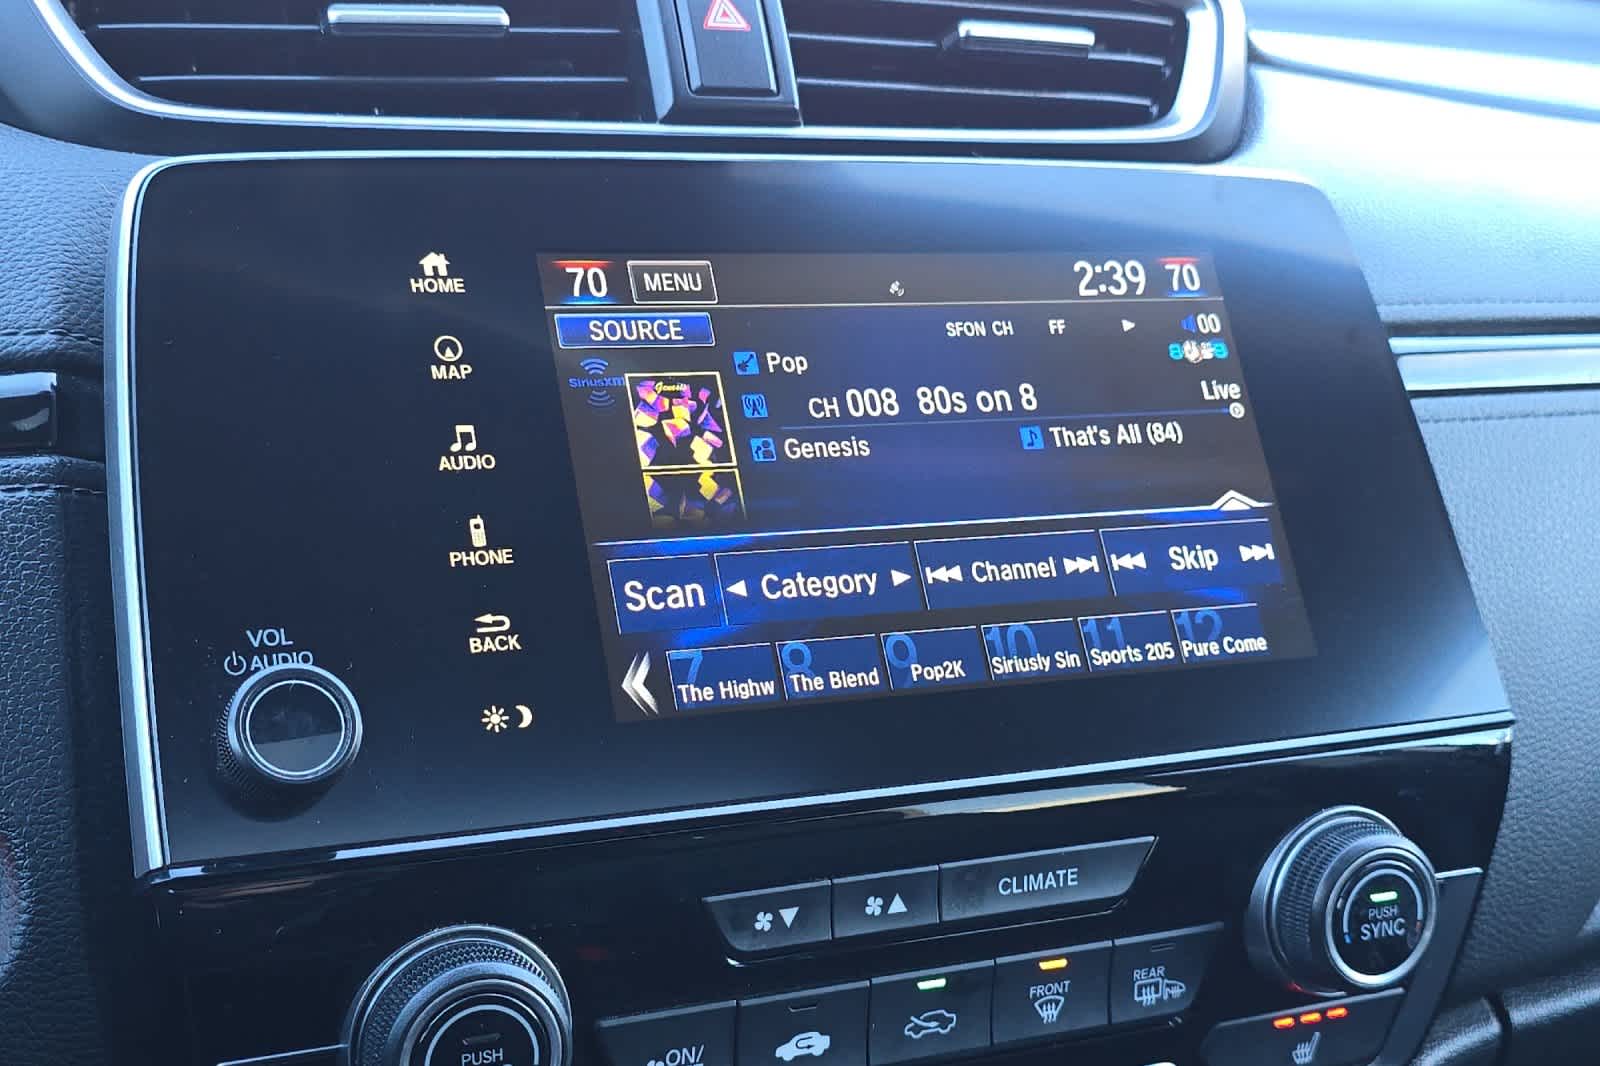 HOME
MAP
AUDIO
PHONE
BACK
VOL
AUDIO
70 MENU 2:39 70
SOURCE SFON CH FF 00
SiriusXM
Genesis
Pop
CH 008 80s on 8 Live
Genesis That's All (84)
Scan Category Channel Skip
7 8 9 10 11 12
The Highw The Blend Pop2K Siriusly Sin Sports 205 Pure Come
CLIMATE
PUSH
SYNC
REAR
FRONT
ON/
PUSH